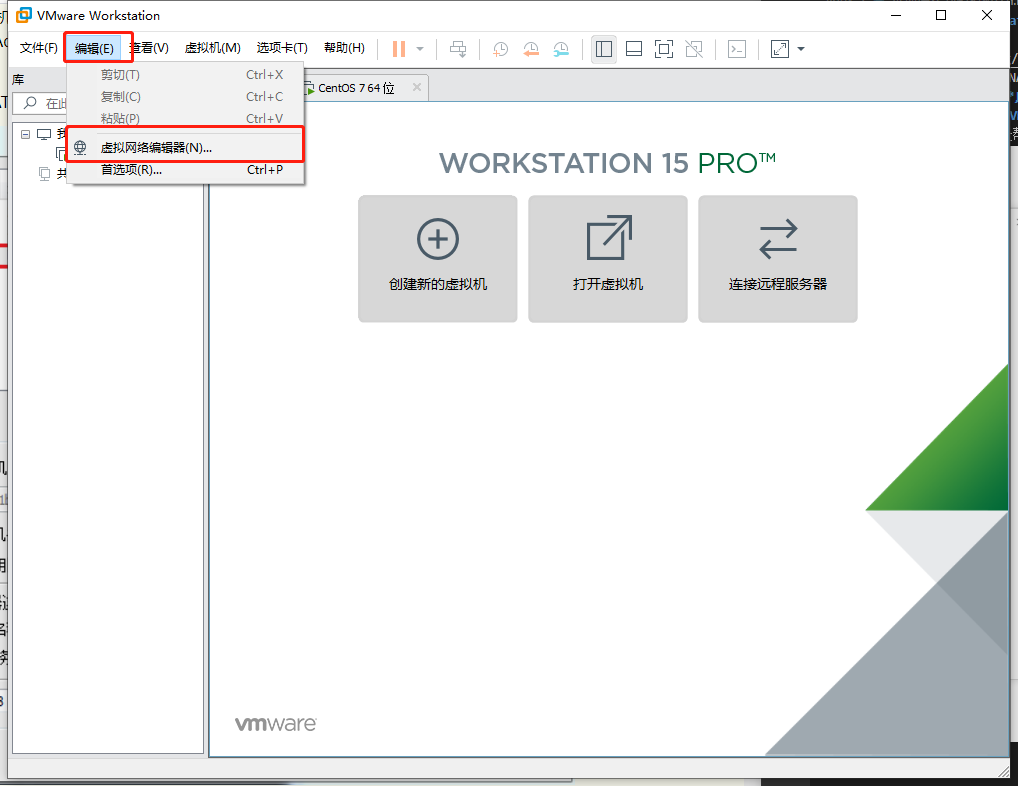 VMware Workstation
文件(F) 编辑(E) 查看(V) 虚拟机(M) 选项卡(T) 帮助(H)
库
剪切(T) Ctrl+X
复制(C) Ctrl+C
粘贴(P) Ctrl+V
虚拟网络编辑器(N)...
首选项(R)... Ctrl+P
在此
我
共
CentOS 7 64 位
WORKSTATION 15 PRO™
创建新的虚拟机
打开虚拟机
连接远程服务器
vmware